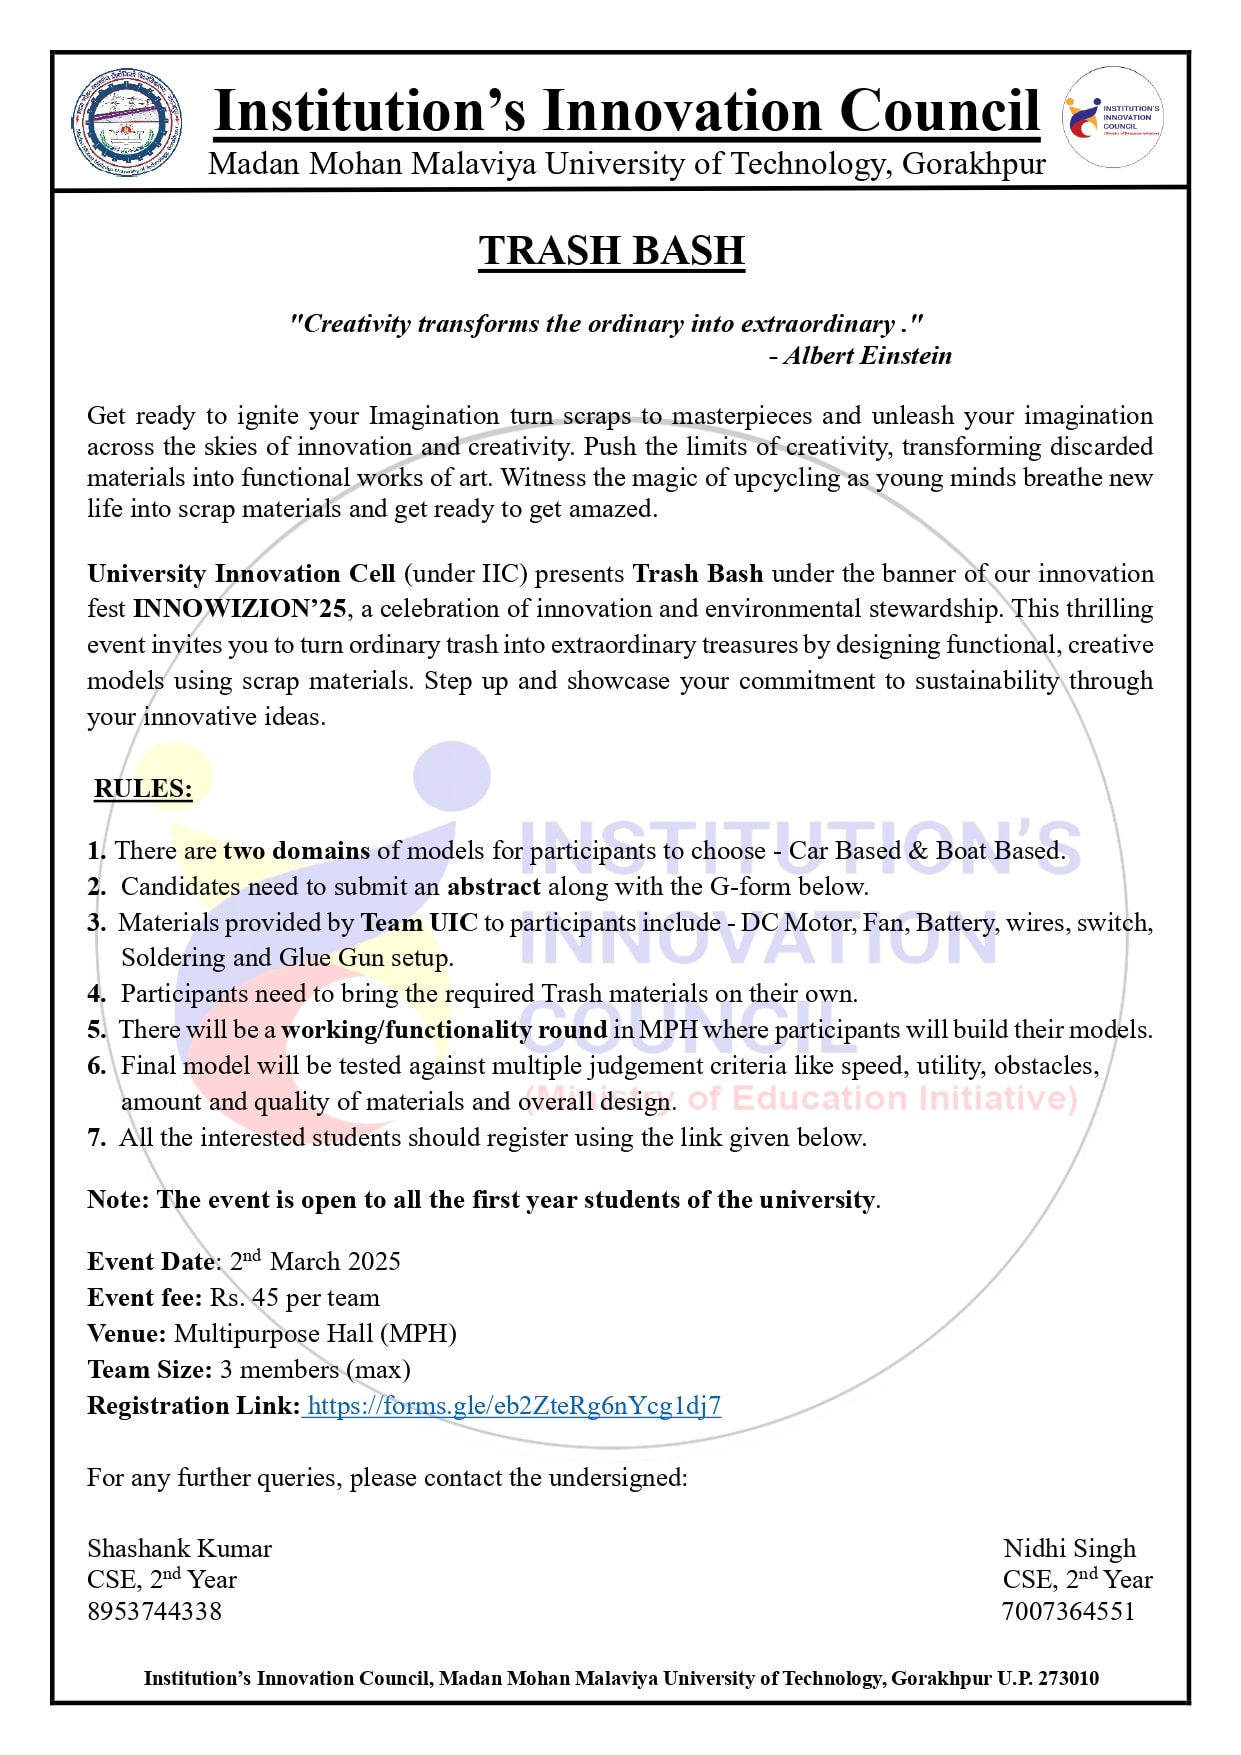 Institution’s Innovation Council
Madan Mohan Malaviya University of Technology, Gorakhpur
INSTITUTION'S
INNOVATION
COUNCIL
(Ministry of Education Initiative)
TRASH BASH
"Creativity transforms the ordinary into extraordinary ."
- Albert Einstein
Get ready to ignite your Imagination turn scraps to masterpieces and unleash your imagination
across the skies of innovation and creativity. Push the limits of creativity, transforming discarded
materials into functional works of art. Witness the magic of upcycling as young minds breathe new
life into scrap materials and get ready to get amazed.
University Innovation Cell (under IIC) presents Trash Bash under the banner of our innovation
fest INNOWIZION’25, a celebration of innovation and environmental stewardship. This thrilling
event invites you to turn ordinary trash into extraordinary treasures by designing functional, creative
models using scrap materials. Step up and showcase your commitment to sustainability through
your innovative ideas.
RULES:
1. There are two domains of models for participants to choose - Car Based & Boat Based.
2. Candidates need to submit an abstract along with the G-form below.
3. Materials provided by Team UIC to participants include - DC Motor, Fan, Battery, wires, switch,
Soldering and Glue Gun setup.
4. Participants need to bring the required Trash materials on their own.
5. There will be a working/functionality round in MPH where participants will build their models.
6. Final model will be tested against multiple judgement criteria like speed, utility, obstacles,
amount and quality of materials and overall design.
7. All the interested students should register using the link given below.
INSTITUTION'S
INNOVATION
COUNCIL
(Ministry of Education Initiative)
Note: The event is open to all the first year students of the university.
Event Date: 2nd March 2025
Event fee: Rs. 45 per team
Venue: Multipurpose Hall (MPH)
Team Size: 3 members (max)
Registration Link: https://forms.gle/eb2ZteRg6nYcg1dj7
For any further queries, please contact the undersigned:
Shashank Kumar
CSE, 2nd Year
8953744338
Nidhi Singh
CSE, 2nd Year
7007364551
Institution’s Innovation Council, Madan Mohan Malaviya University of Technology, Gorakhpur U.P. 273010